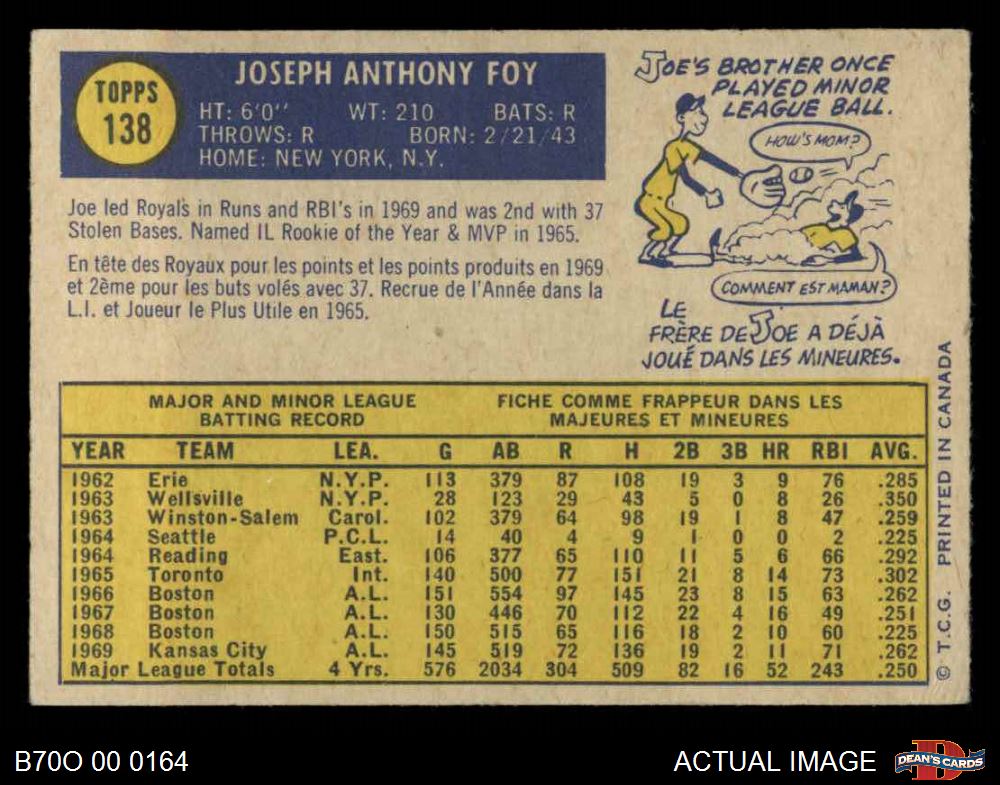 TOPPS
138
JOSEPH ANTHONY FOY
HT: 6'0" WT: 210 BATS: R
THROWS: R BORN: 2/21/43
HOME: NEW YORK, N.Y.
Joe led Royals in Runs and RBI's in 1969 and was 2nd with 37
Stolen Bases. Named IL Rookie of the Year & MVP in 1965.
En tête des Royaux pour les points et les points produits en 1969
et 2ème pour les buts volés avec 37. Recrue de l'Année dans la
L.I. et Joueur le Plus Utile en 1965.
JOE'S BROTHER ONCE
PLAYED MINOR
LEAGUE BALL.
HOW'S MOM?
COMMENT EST MAMAN?
LE
FRÈRE DE JOE A DÉJÀ
JOUÉ DANS LES MINEURES.
MAJOR AND MINOR LEAGUE FICHE COMME FRAPPEUR DANS LES
BATTING RECORD MAJEURES ET MINEURES
YEAR TEAM LEA. G AB R H 2B 3B HR RBI AVG.
1962 Erie N.Y.P. 113 379 87 108 19 3 9 76 .285
1963 Wellsville N.Y.P. 28 123 29 43 5 0 8 26 .350
1963 Winston-Salem Carol. 102 379 64 98 19 1 8 47 .259
1964 Seattle P.C.L. 14 40 4 9 1 0 0 2 .225
1964 Reading East. 106 377 65 110 11 5 6 66 .292
1965 Toronto Int. 140 500 77 151 21 8 14 73 .302
1966 Boston A.L. 151 554 97 145 23 8 15 63 .262
1967 Boston A.L. 130 446 70 112 22 4 16 49 .251
1968 Boston A.L. 150 515 65 116 18 2 10 60 .225
1969 Kansas City A.L. 145 519 72 136 19 2 11 71 .262
Major League Totals 4 Yrs. 576 2034 304 509 82 16 52 243 .250
© T.C.G. PRINTED IN CANADA
B70O 00 0164
ACTUAL IMAGE
D
DEAN'S CARDS